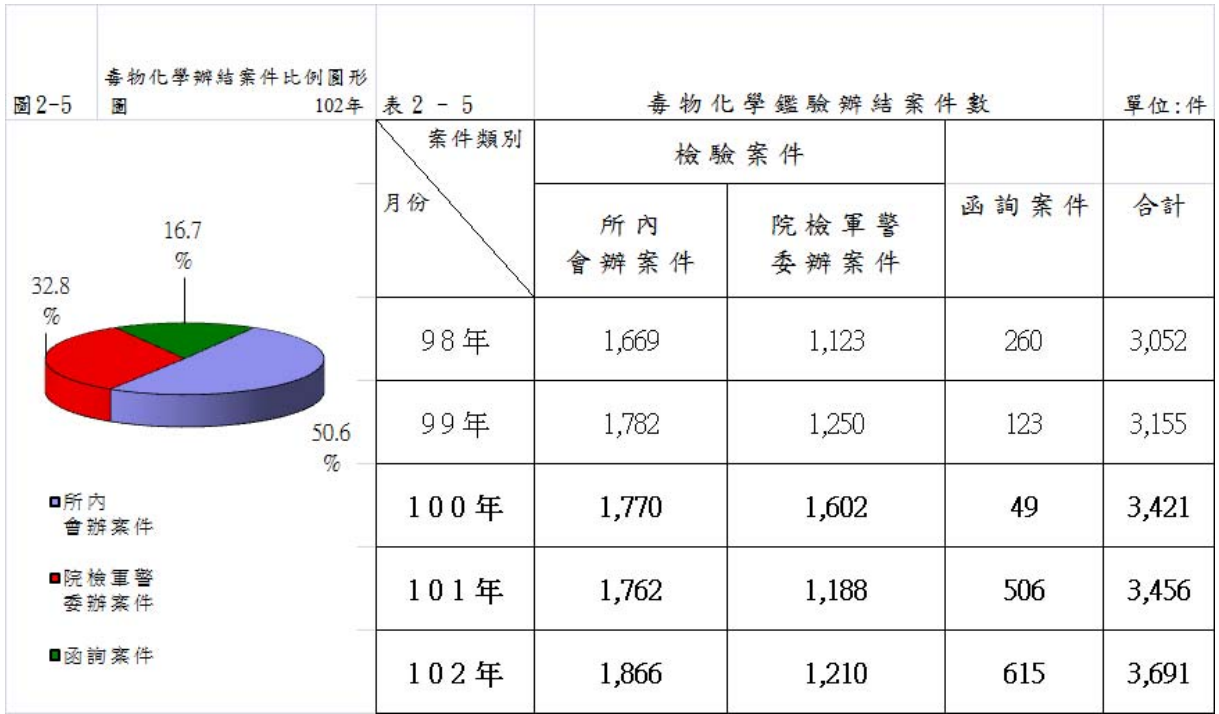 圖2-5
毒物化學辦結案件比例圓形
圖 102年
16.7
%
32.8
%
50.6
%
所內
會辦案件
院檢軍警
委辦案件
函詢案件
表2-5 毒物化學鑑驗辦結案件數 單位:件
案件類別
月份
檢驗案件
所內
會辦案件
院檢軍警
委辦案件
函詢案件
合計
98年 1,669 1,123 260 3,052
99年 1,782 1,250 123 3,155
100年 1,770 1,602 49 3,421
101年 1,762 1,188 506 3,456
102年 1,866 1,210 615 3,691